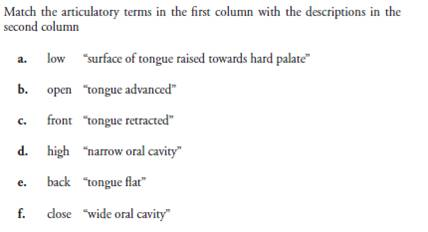 Match the articulatory terms in the first column with the descriptions in the
second column
a. low "surface of tongue raised towards hard palate"
b. open "tongue advanced"
c. front "tongue retracted"
d. high "narrow oral cavity"
e. back "tongue flat"
f. close "wide oral cavity"